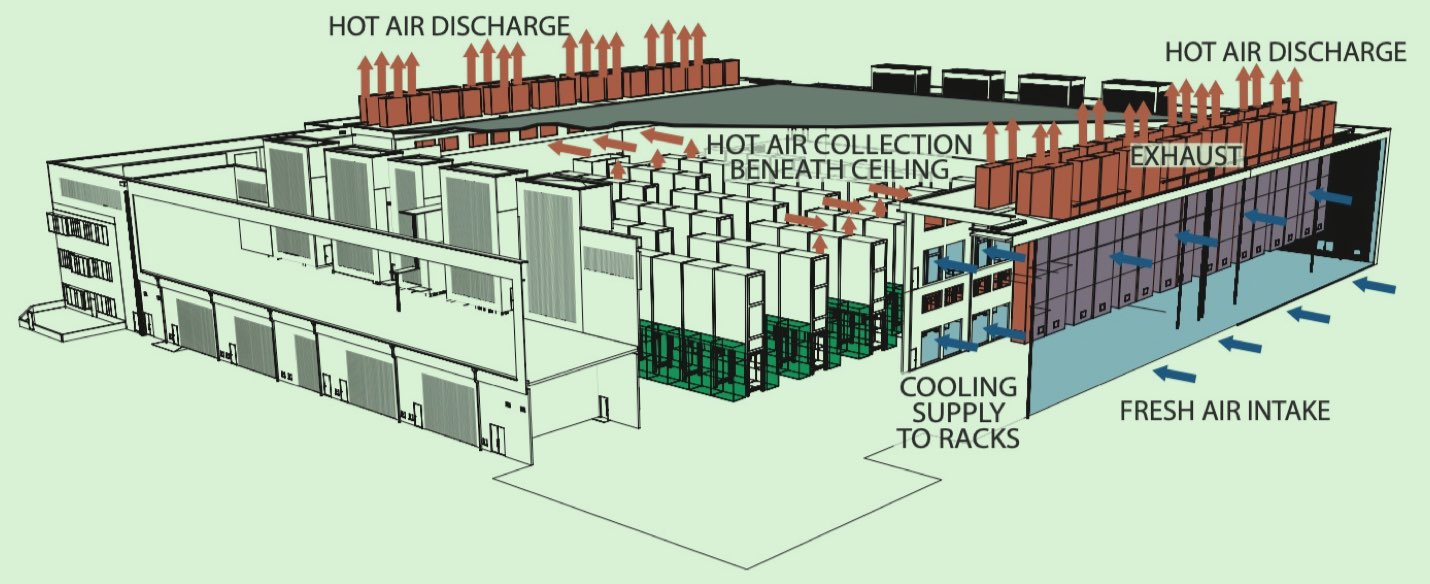 HOT AIR DISCHARGE
HOT AIR DISCHARGE
HOT AIR COLLECTION
BENEATH CEILING
EXHAUST
COOLING
SUPPLY
TO RACKS
FRESH AIR INTAKE